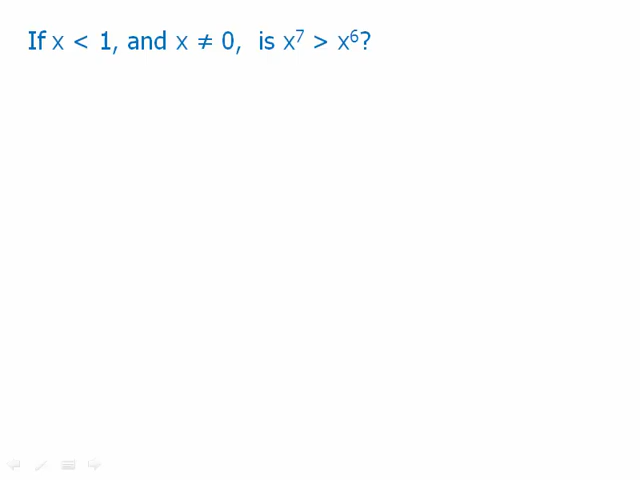 If x < 1, and x ≠ 0, is x⁷ > x⁶?